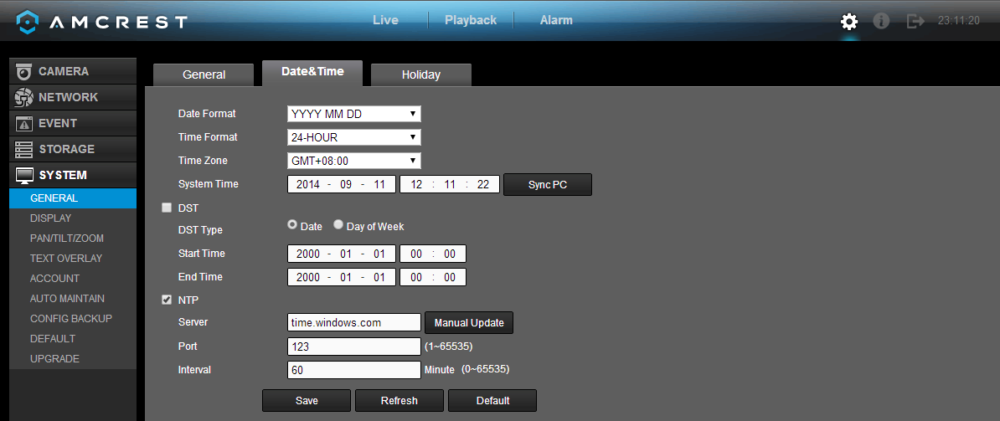 AMCREST Live Playback Alarm 23:11:20
CAMERA
NETWORK
EVENT
STORAGE
SYSTEM
GENERAL
DISPLAY
PAN/TILT/ZOOM
TEXT OVERLAY
ACCOUNT
AUTO MAINTAIN
CONFIG BACKUP
DEFAULT
UPGRADE
General Date&Time Holiday
Date Format YYYY MM DD
Time Format 24-HOUR
Time Zone GMT+08:00
System Time 2014 - 09 - 11 12 : 11 : 22 Sync PC
DST
DST Type Date Day of Week
Start Time 2000 - 01 - 01 00 : 00
End Time 2000 - 01 - 01 00 : 00
NTP
Server time.windows.com Manual Update
Port 123 (1~65535)
Interval 60 Minute (0~65535)
Save Refresh Default